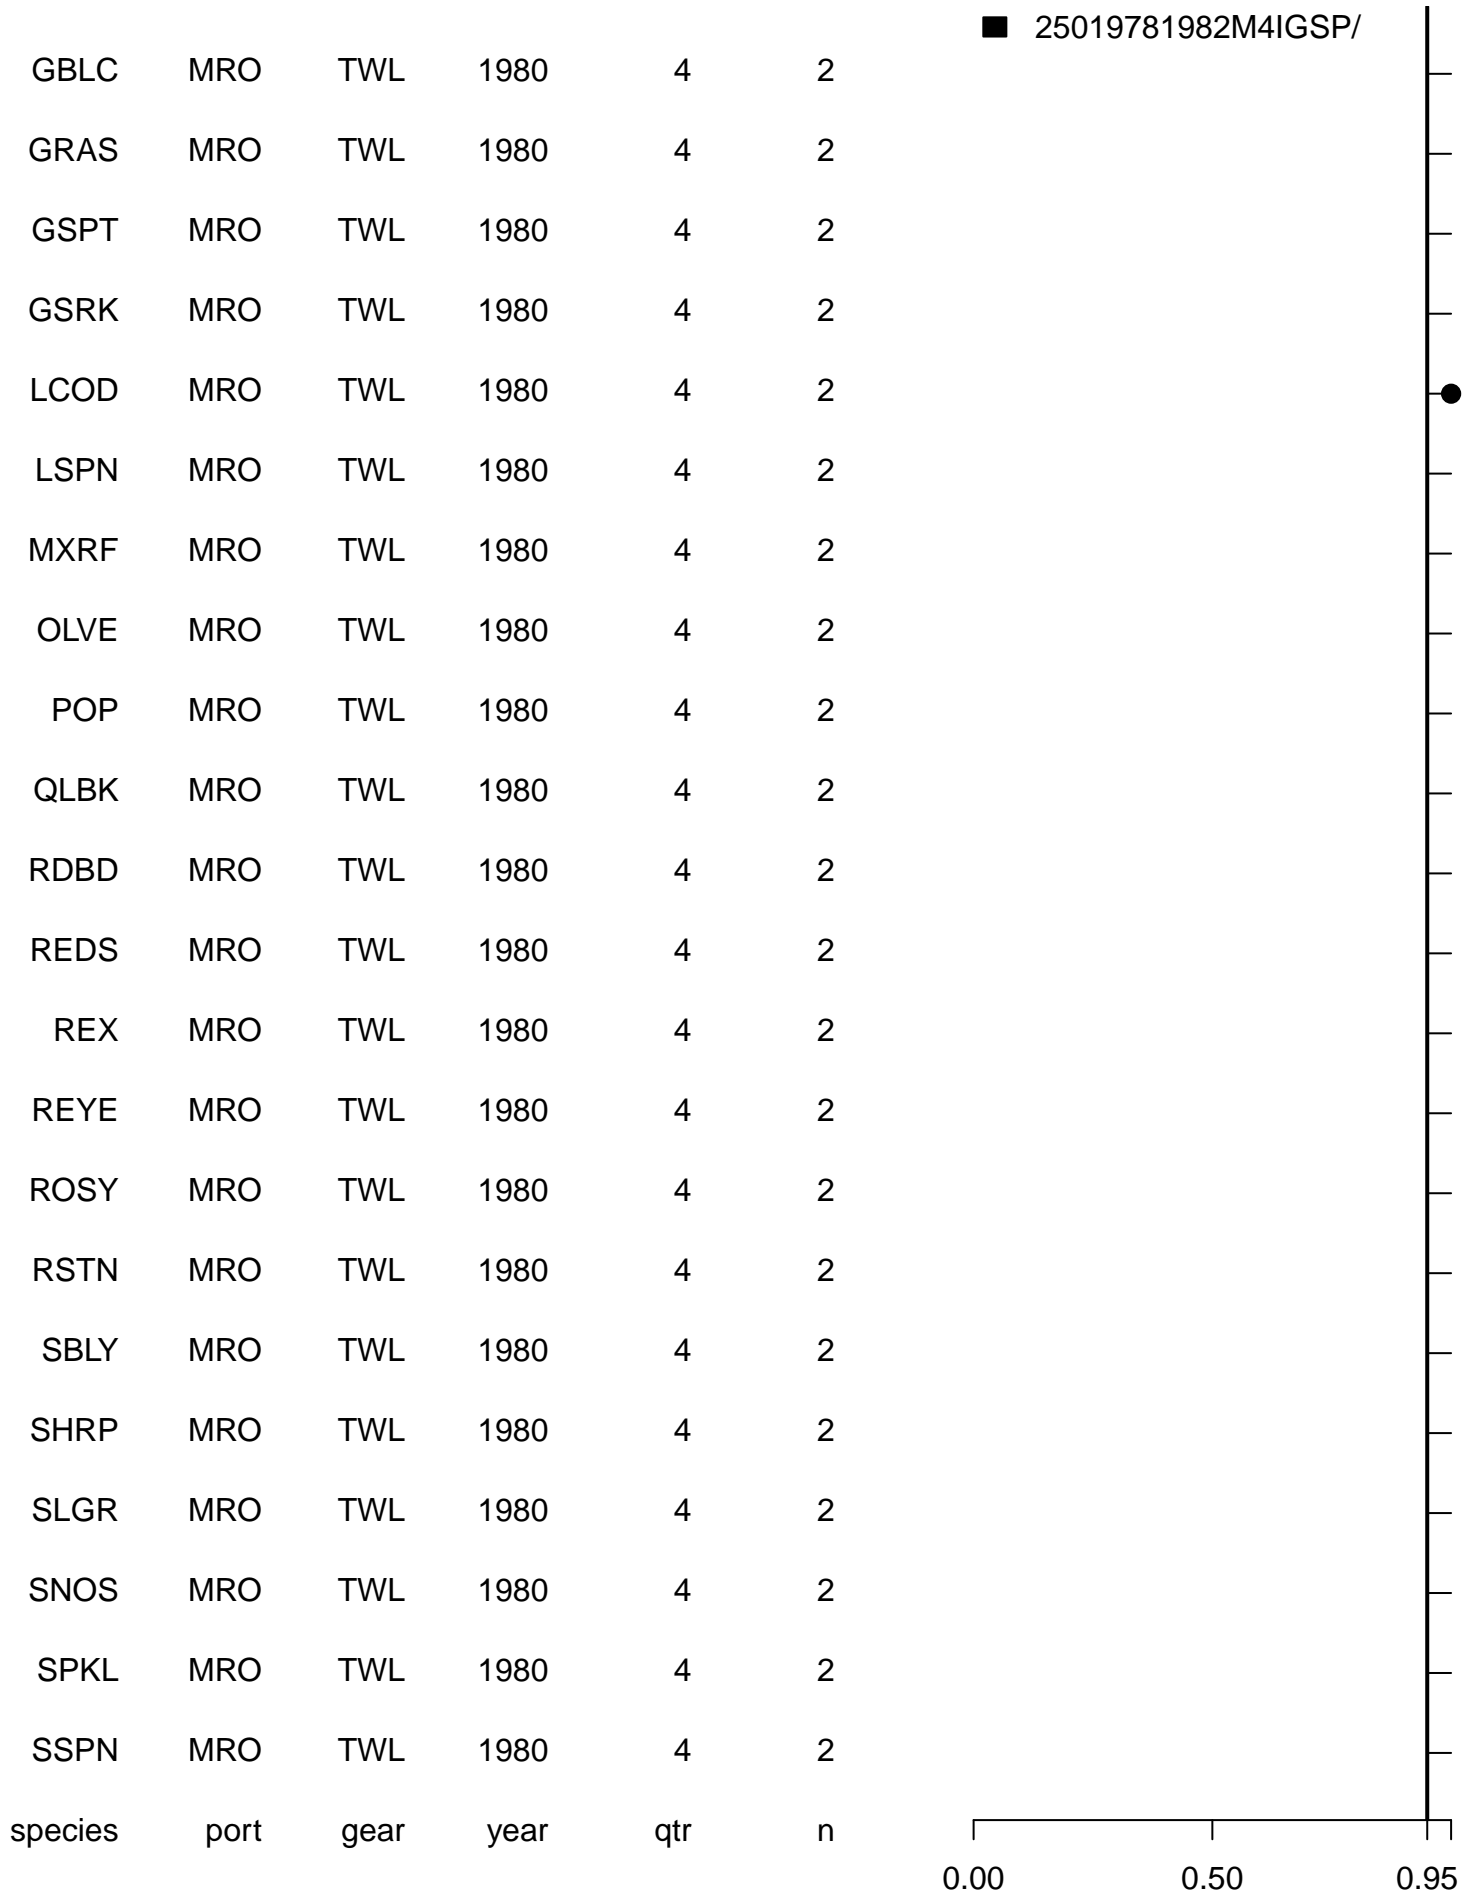 25019781982M4IGSP/
GBLC MRO TWL 1980 4 2
GRAS MRO TWL 1980 4 2
GSPT MRO TWL 1980 4 2
GSRK MRO TWL 1980 4 2
LCOD MRO TWL 1980 4 2
LSPN MRO TWL 1980 4 2
MXRF MRO TWL 1980 4 2
OLVE MRO TWL 1980 4 2
POP MRO TWL 1980 4 2
QLBK MRO TWL 1980 4 2
RDBD MRO TWL 1980 4 2
REDS MRO TWL 1980 4 2
REX MRO TWL 1980 4 2
REYE MRO TWL 1980 4 2
ROSY MRO TWL 1980 4 2
RSTN MRO TWL 1980 4 2
SBLY MRO TWL 1980 4 2
SHRP MRO TWL 1980 4 2
SLGR MRO TWL 1980 4 2
SNOS MRO TWL 1980 4 2
SPKL MRO TWL 1980 4 2
SSPN MRO TWL 1980 4 2
species port gear year qtr n
0.00 0.50 0.95